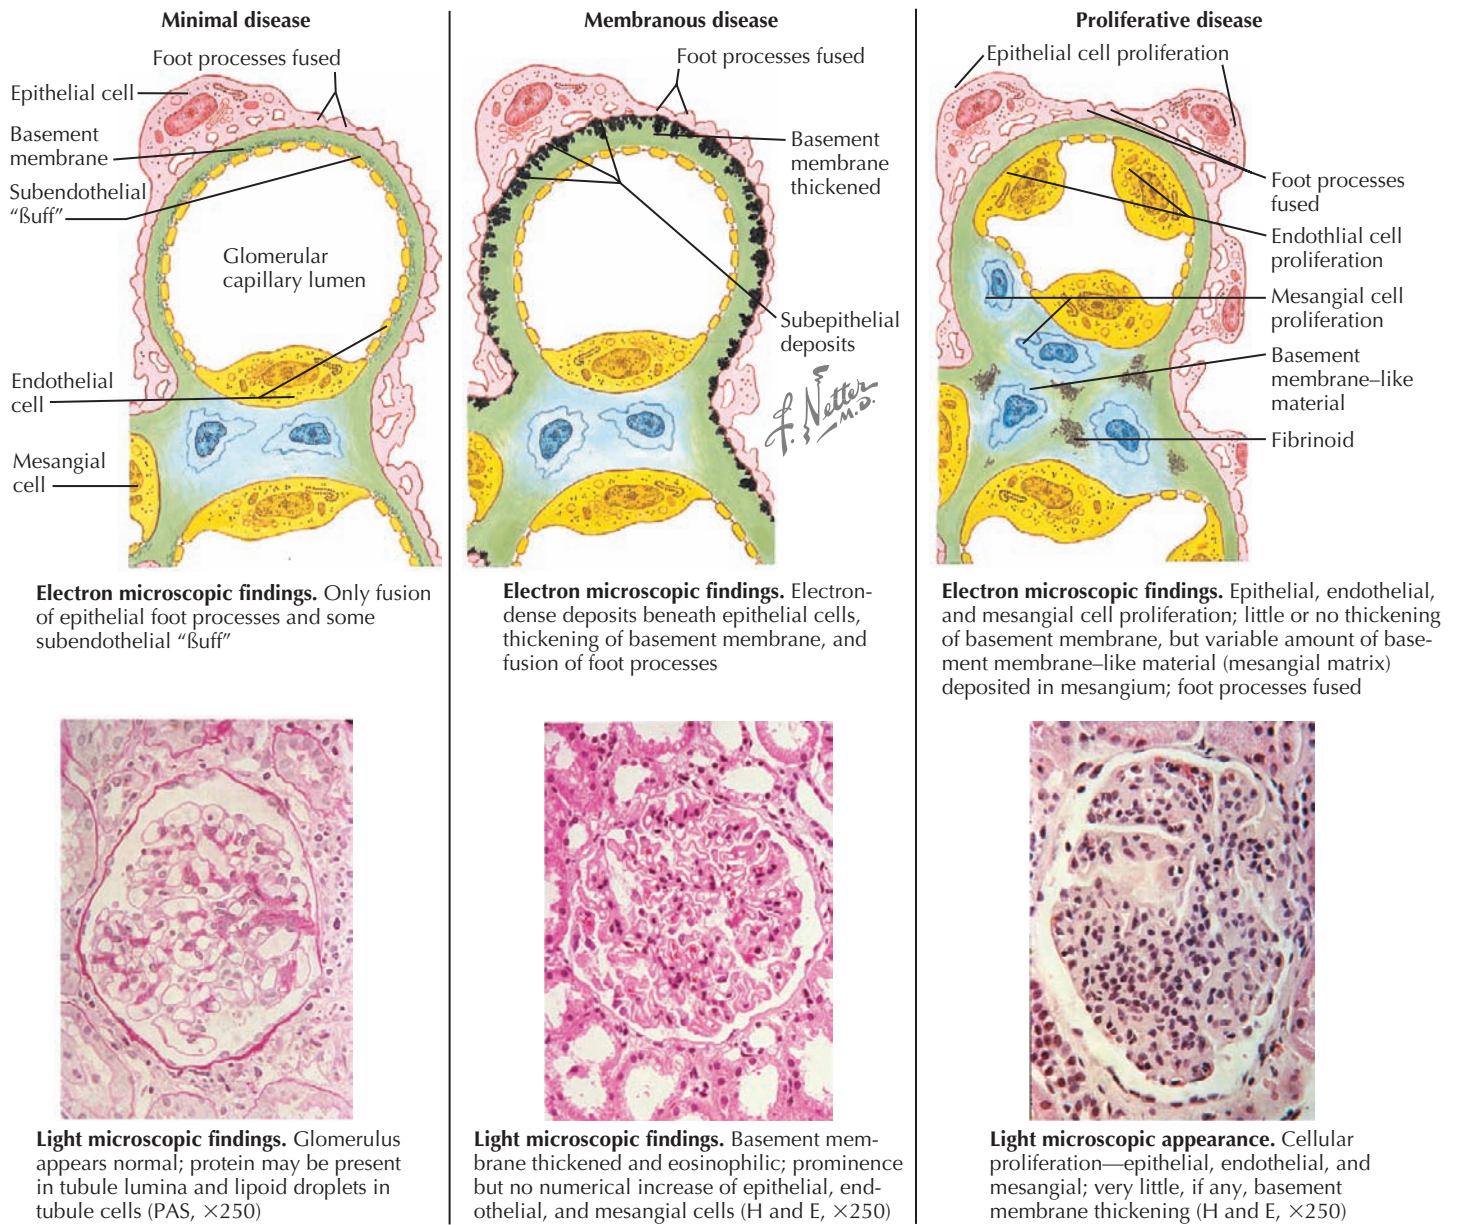 Minimal disease
Foot processes fused
Epithelial cell
Basement
membrane
Subendothelial
“ßuff”
Glomerular
capillary lumen
Endothelial
cell
Mesangial
cell
Electron microscopic findings. Only fusion
of epithelial foot processes and some
subendothelial “ßuff”
Light microscopic findings. Glomerulus
appears normal; protein may be present
in tubule lumina and lipoid droplets in
tubule cells (PAS, ×250)
Membranous disease
Foot processes fused
Basement
membrane
thickened
Subepithelial
deposits
F. Netter
M.D.
Electron microscopic findings. Electron-
dense deposits beneath epithelial cells,
thickening of basement membrane, and
fusion of foot processes
Light microscopic findings. Basement mem-
brane thickened and eosinophilic; prominence
but no numerical increase of epithelial, end-
othelial, and mesangial cells (H and E, ×250)
Proliferative disease
Epithelial cell proliferation
Foot processes
fused
Endothlial cell
proliferation
Mesangial cell
proliferation
Basement
membrane–like
material
Fibrinoid
Electron microscopic findings. Epithelial, endothelial,
and mesangial cell proliferation; little or no thickening
of basement membrane, but variable amount of base-
ment membrane–like material (mesangial matrix)
deposited in mesangium; foot processes fused
Light microscopic appearance. Cellular
proliferation—epithelial, endothelial, and
mesangial; very little, if any, basement
membrane thickening (H and E, ×250)